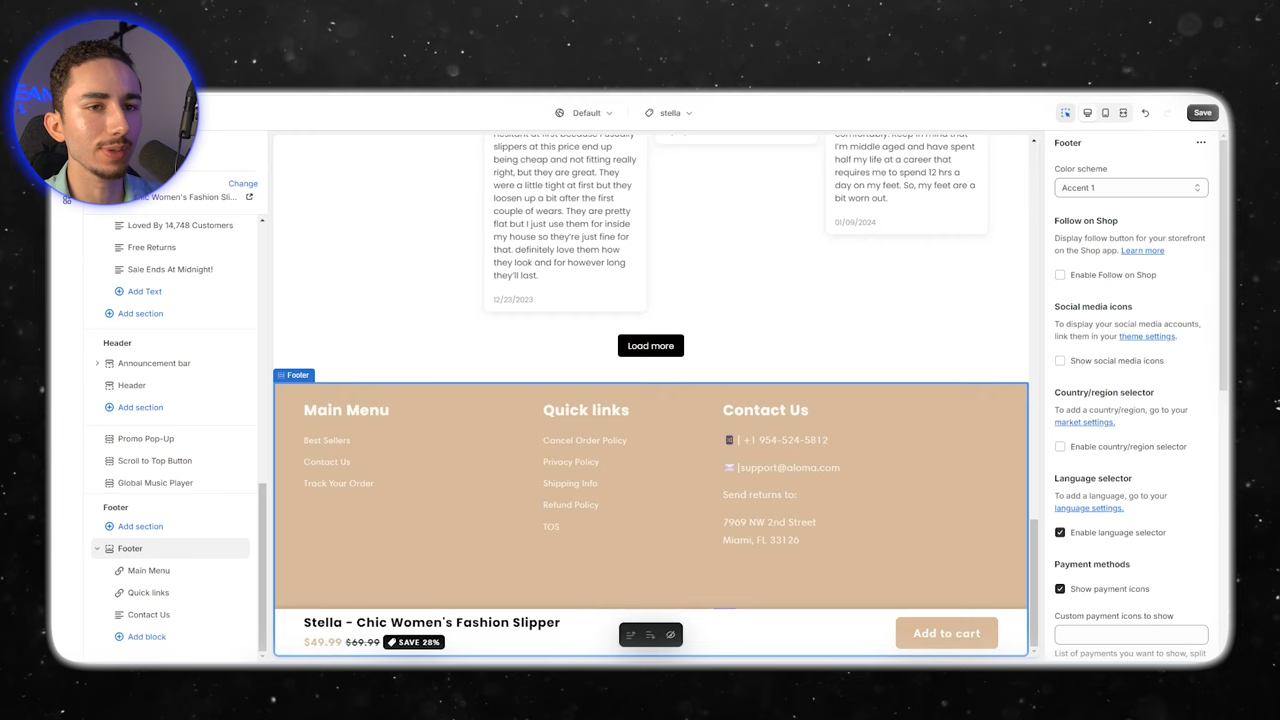 Default
stella
Save
Change
hic Women's Fashion Sli...
Loved By 14,748 Customers
Free Returns
Sale Ends At Midnight!
Add Text
Add section
Header
Announcement bar
Header
Add section
Promo Pop-Up
Scroll to Top Button
Global Music Player
Footer
Add section
Footer
Main Menu
Quick links
Contact Us
Add block
hesitant at first because I usually
slippers at this price end up
being cheap and not fitting really
right, but they are great. They
were a little tight at first but they
loosen up a bit after the first
couple of wears. They are pretty
flat but I just use them for inside
my house so they're just fine for
that. definitely love them how
they look and for however long
they'll last.
12/23/2023
comfortably. Keep in mind that
I'm middle aged and have spent
half my life at a career that
requires me to spend 12 hrs a
day on my feet. So, my feet are a
bit worn out.
01/09/2024
Load more
Footer
Main Menu
Best Sellers
Contact Us
Track Your Order
Quick links
Cancel Order Policy
Privacy Policy
Shipping Info
Refund Policy
TOS
Contact Us
| +1 954-524-5812
|support@aloma.com
Send returns to:
7969 NW 2nd Street
Miami, FL 33126
Stella - Chic Women's Fashion Slipper
$49.99 $69.99 SAVE 28%
Add to cart
Footer
Color scheme
Accent 1
Follow on Shop
Display follow button for your storefront
on the Shop app. Learn more
Enable Follow on Shop
Social media icons
To display your social media accounts,
link them in your theme settings.
Show social media icons
Country/region selector
To add a country/region, go to your
market settings.
Enable country/region selector
Language selector
To add a language, go to your
language settings.
Enable language selector
Payment methods
Show payment icons
Custom payment icons to show
List of payments you want to show, split